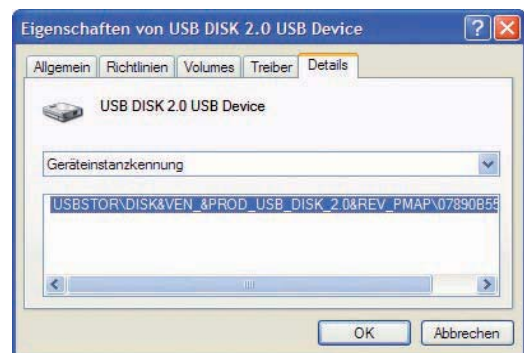 Eigenschaften von USB DISK 2.0 USB Device
Allgemein Richtlinien Volumes Treiber Details
USB DISK 2.0 USB Device
Geräteinstanzkennung
USBSTOR\DISK&VEN_&PROD_USB_DISK_2.0&REV_PMAP\07890B55
OK Abbrechen